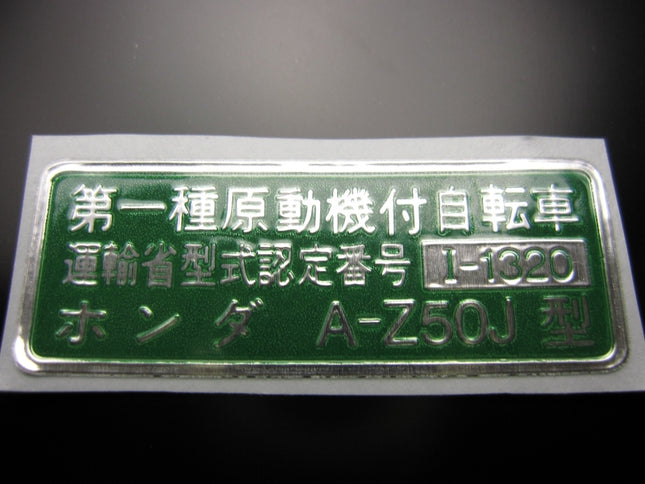 第一種原動機付自転車
運輸省型式認定番号 I-1320
ホンダ A-Z50J 型